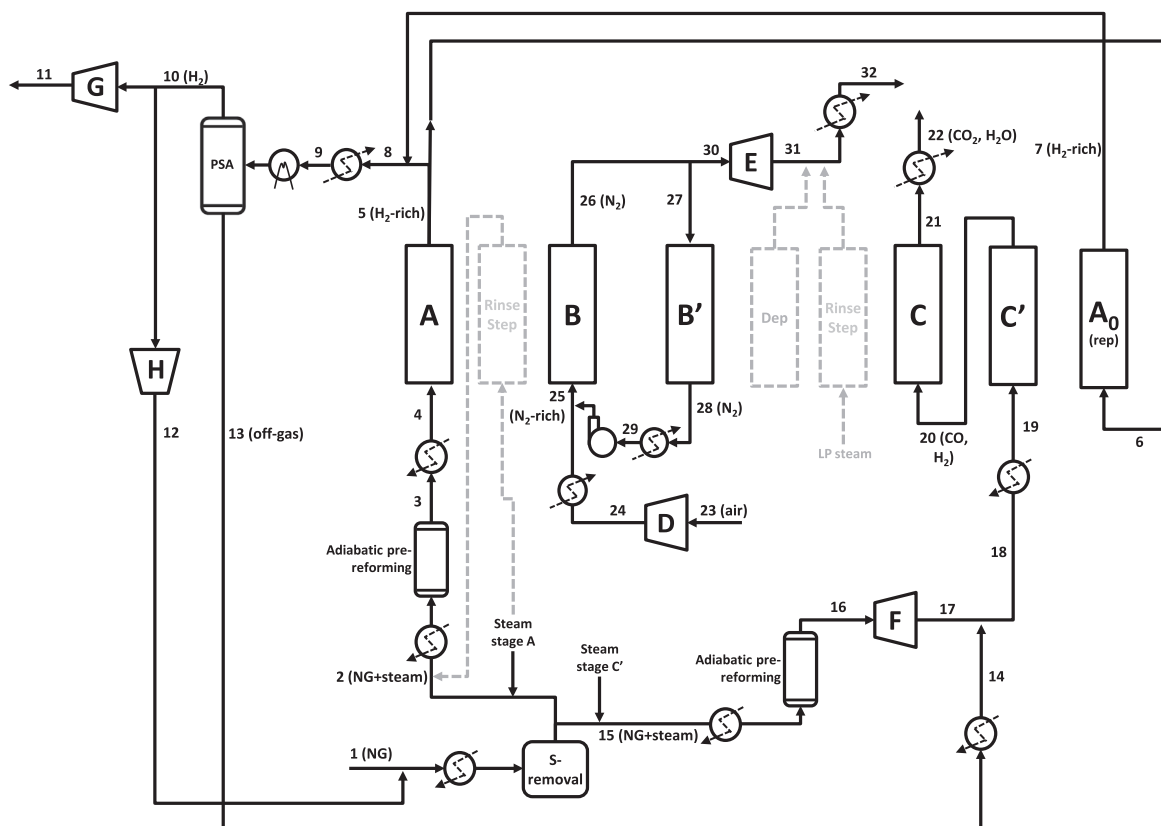 11
G
10 (H₂)
PSA
9
8
5 (H₂-rich)
26 (N₂)
27
30
E
31
32
22 (CO₂, H₂O)
21
7 (H₂-rich)
A
Rinse
Step
B
B’
Dep
Rinse
Step
C
C’
A₀
(rep)
H
12
13 (off-gas)
4
25
(N₂-rich)
28 (N₂)
29
LP steam
20 (CO,
H₂)
19
6
3
24
D
23 (air)
Adiabatic pre-
reforming
18
16
F
17
Steam
stage A
Steam
stage C’
Adiabatic pre-
reforming
14
2 (NG+steam)
15 (NG+steam)
1 (NG)
S-
removal